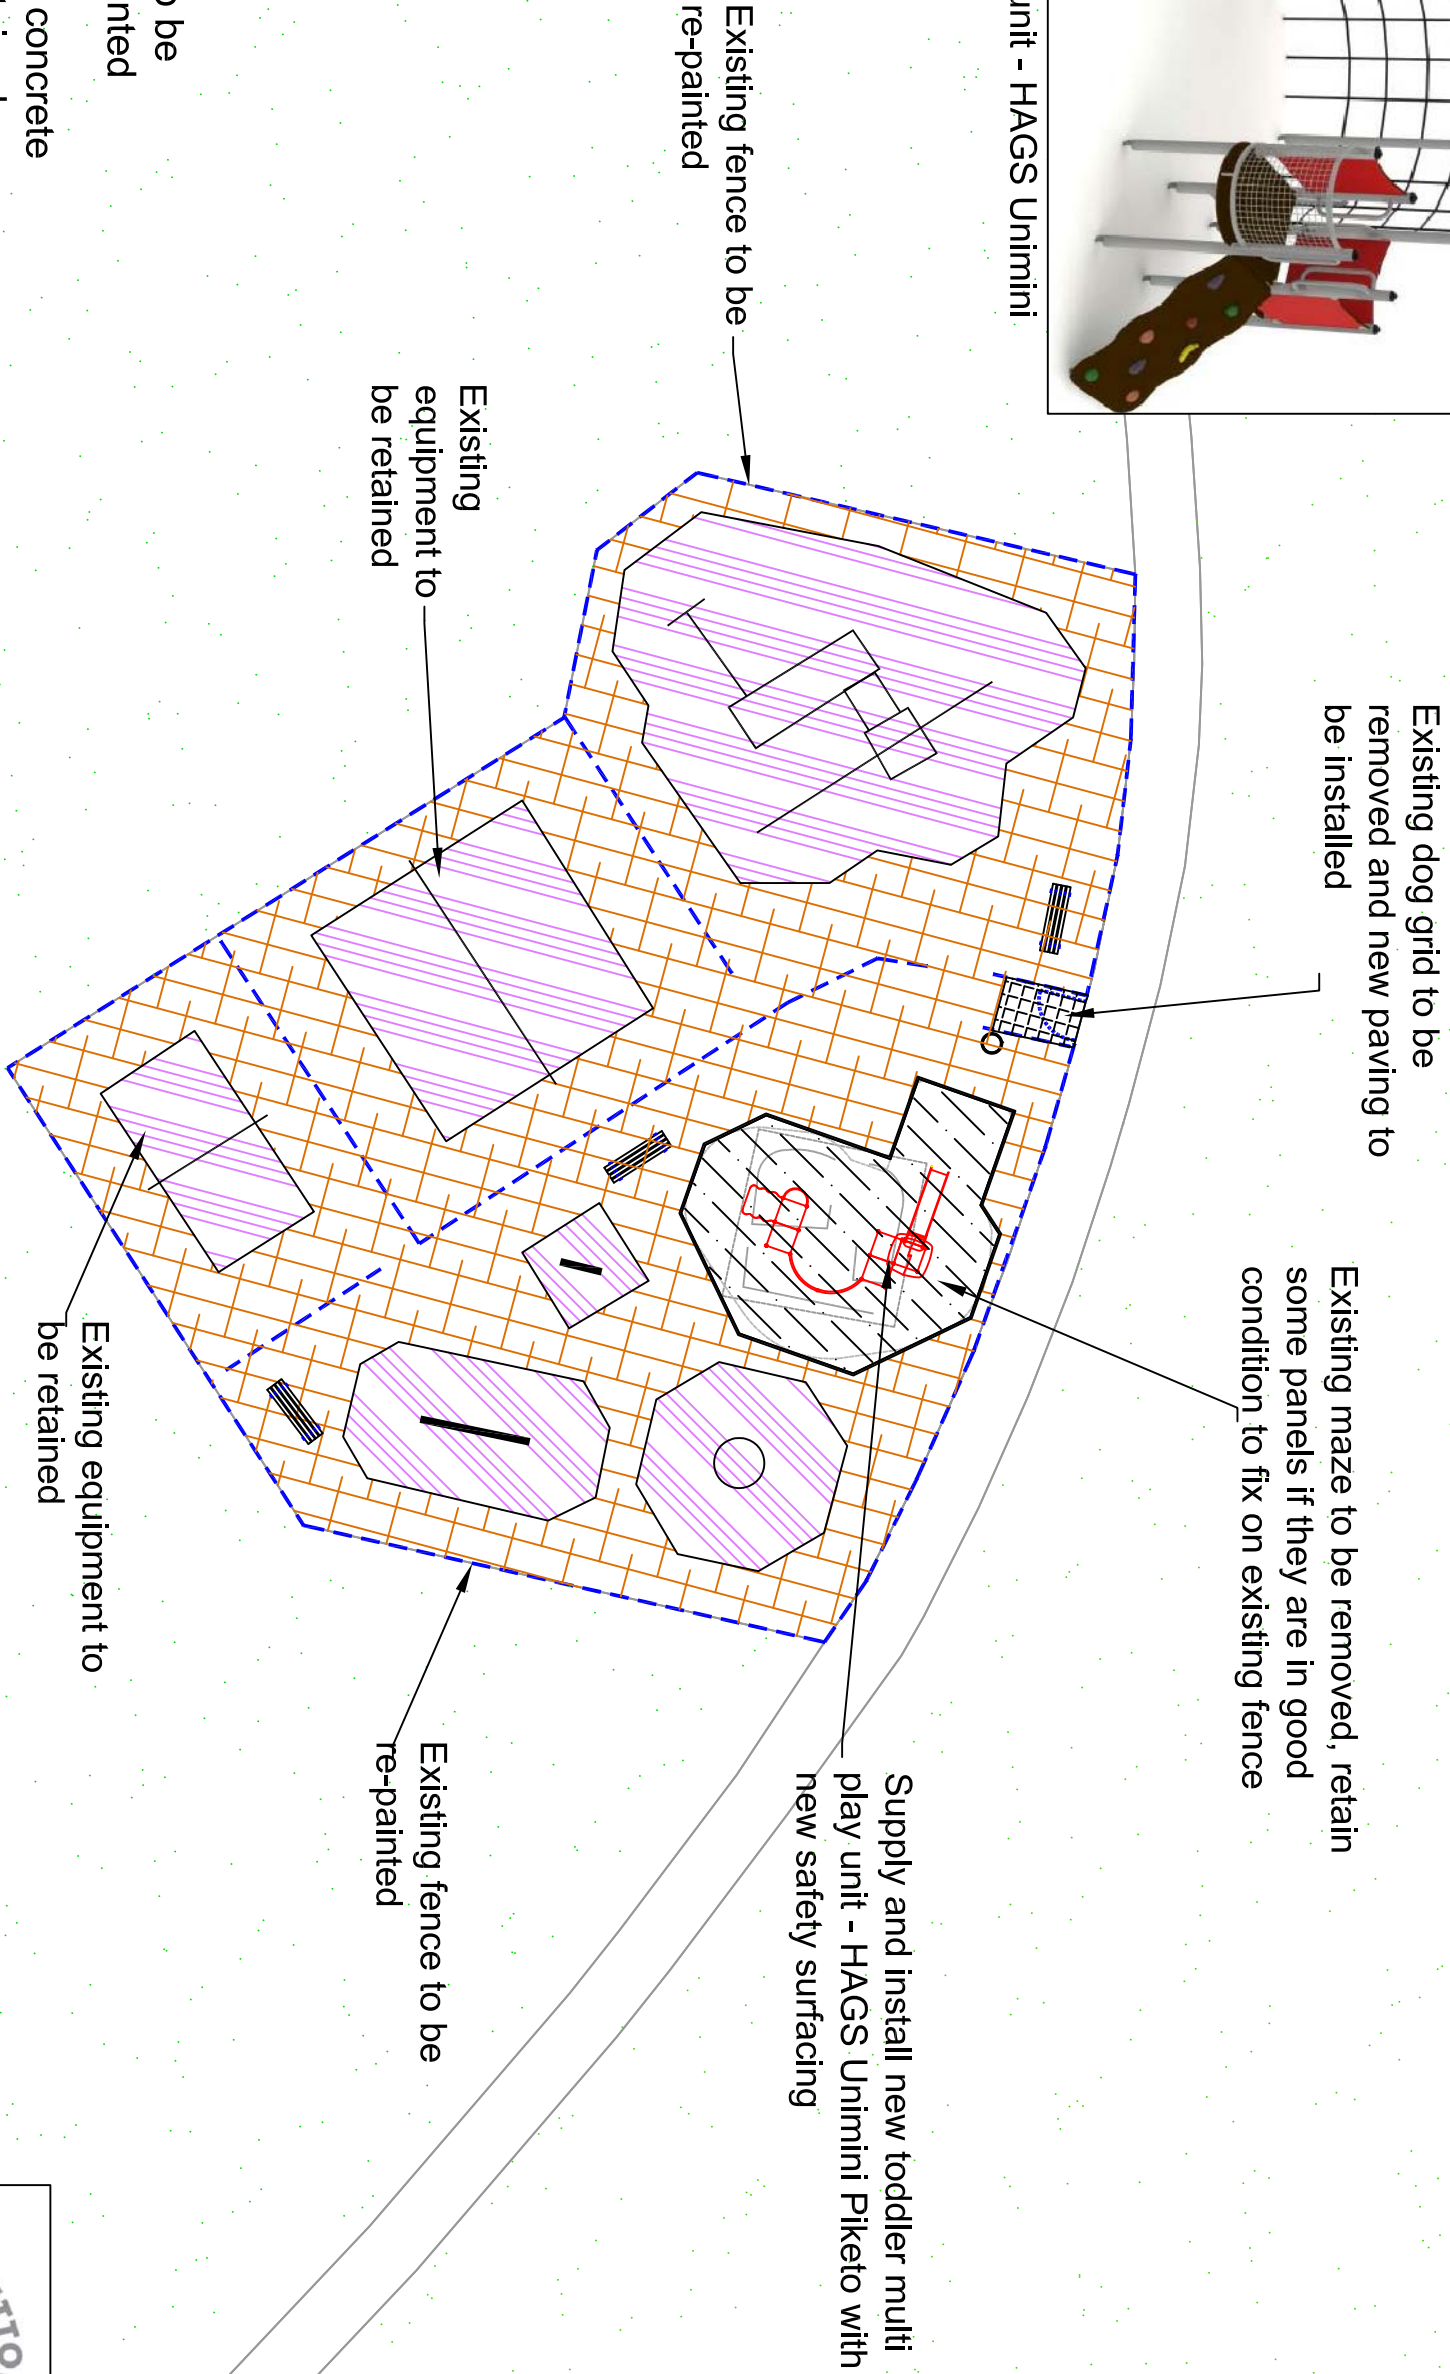 unit - HAGS Unimini
Existing dog grid to be
removed and new paving to
be installed
Existing maze to be removed, retain
some panels if they are in good
condition to fix on existing fence
Existing fence to be
re-painted
Supply and install new toddler multi
play unit - HAGS Unimini Piketo with
new safety surfacing
Existing
equipment to
be retained
Existing fence to be
re-painted
Existing equipment to
be retained
be
nted
concrete
TTO